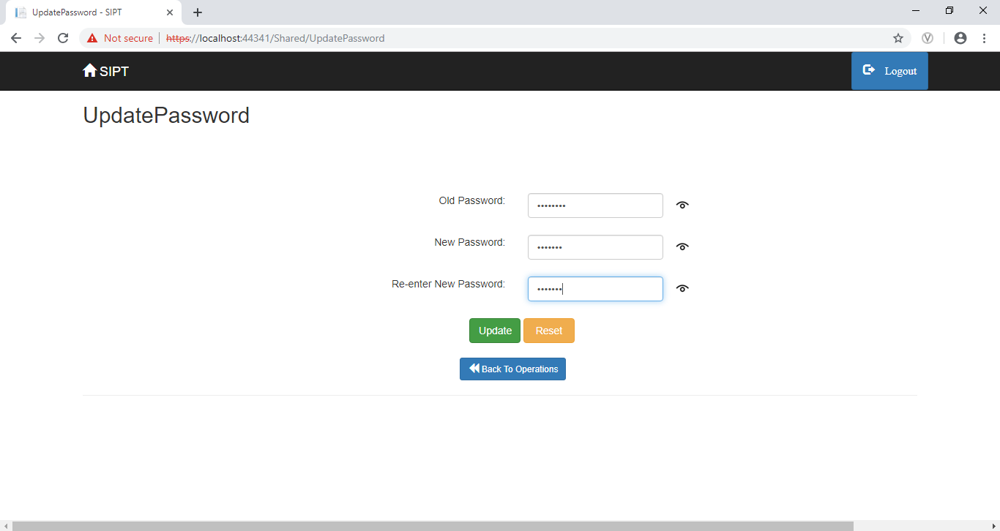 UpdatePassword - SIPT
Not secure https://localhost:44341/Shared/UpdatePassword
SIPT
Logout
UpdatePassword
Old Password: ••••••••
New Password: •••••••
Re-enter New Password: •••••••
Update Reset
Back To Operations